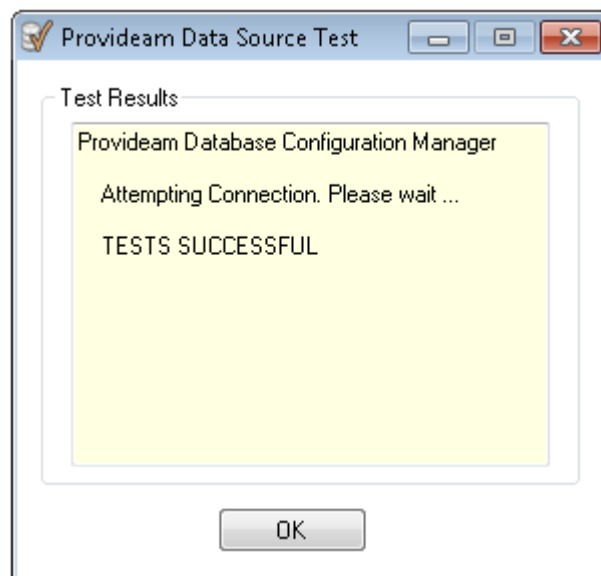 Provideam Data Source Test
Test Results
Provideam Database Configuration Manager
Attempting Connection. Please wait ...
TESTS SUCCESSFUL
OK